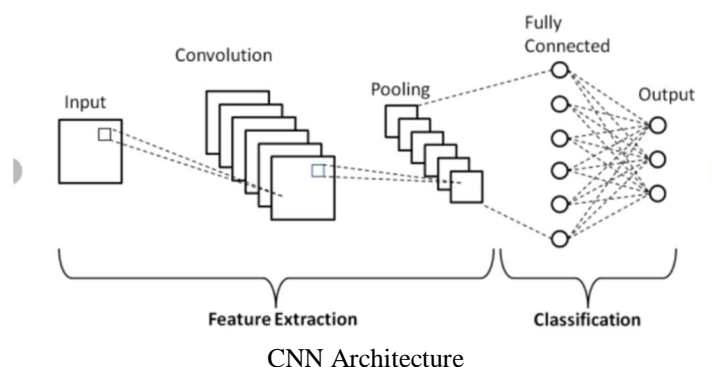 Fully
Connected
Convolution
Pooling
Input
Output
Feature Extraction
Classification
CNN Architecture